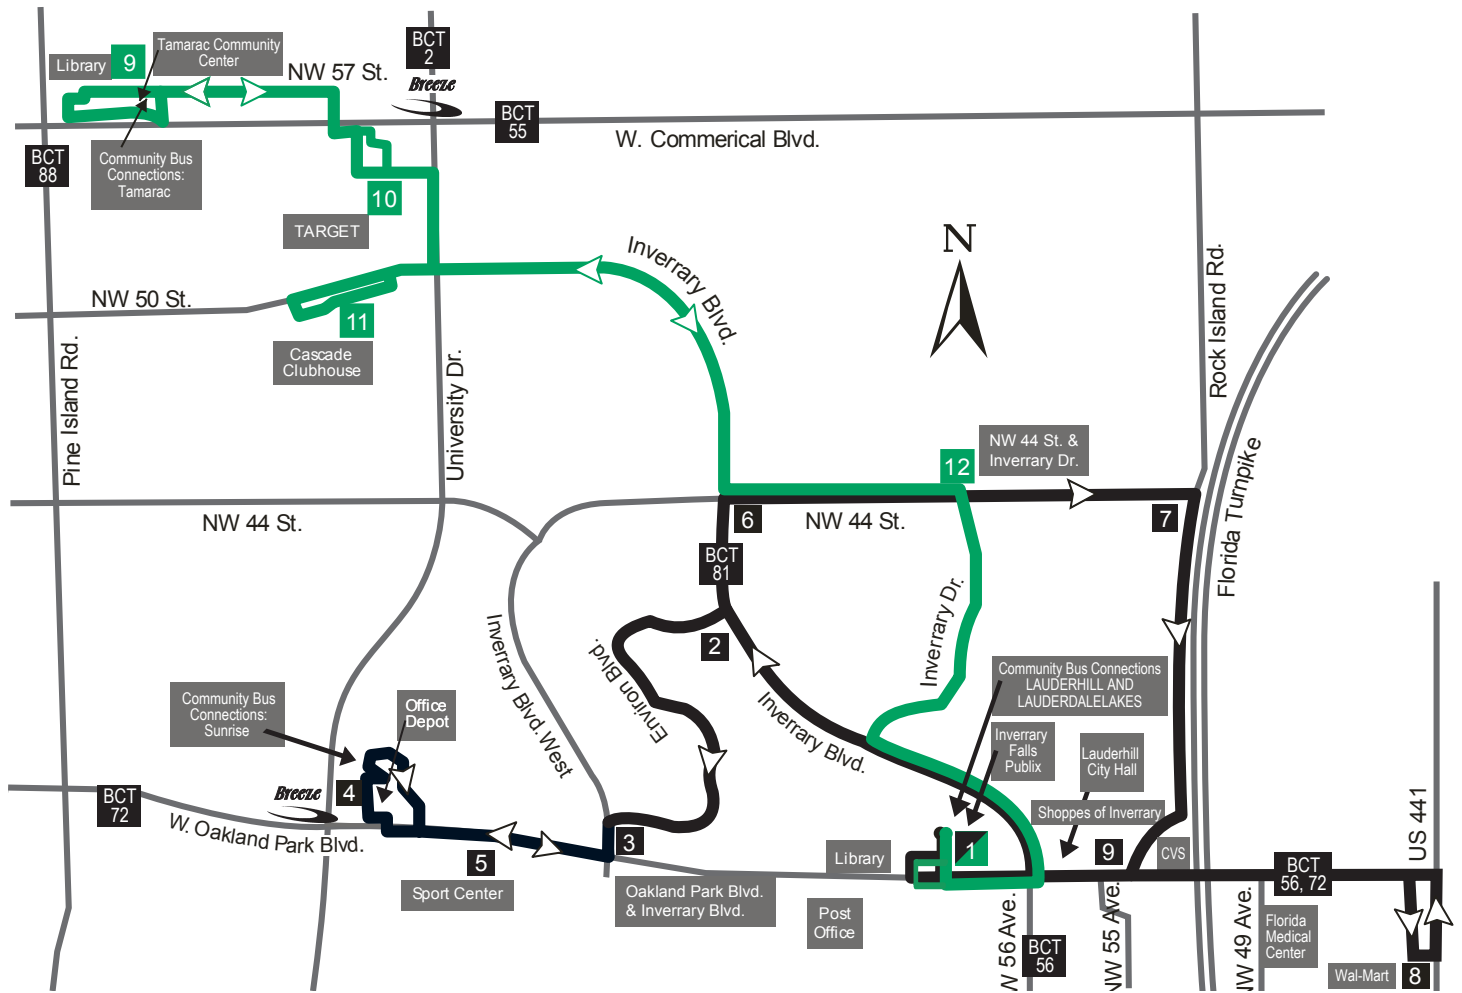 Tamarac Community
Center
Library
9
NW 57 St.
BCT
2
Breeze
BCT
55
W. Commerical Blvd.
BCT
88
Community Bus
Connections:
Tamarac
10
TARGET
Inverrary Blvd.
N
NW 50 St.
11
Cascade
Clubhouse
Pine Island Rd.
University Dr.
Rock Island Rd.
Florida Turnpike
NW 44 St. &
Inverrary Dr.
12
NW 44 St.
6
NW 44 St.
7
BCT
81
Inverrary Dr.
2
Environ Blvd.
Inverrary Blvd. West
Inverrary Blvd.
Community Bus Connections
LAUDERHILL AND
LAUDERDALELAKES
Community Bus
Connections:
Sunrise
Office
Depot
Inverrary
Falls
Publix
Lauderhill
City Hall
4
Breeze
BCT
72
W. Oakland Park Blvd.
Shoppes of Inverrary
3
5
Sport Center
Library
1
9
CVS
US 441
Oakland Park Blvd.
& Inverrary Blvd.
Post
Office
BCT
56, 72
W 56 Ave.
BCT
56
NW 55 Ave.
NW 49 Ave.
Florida
Medical
Center
Wal-Mart
8